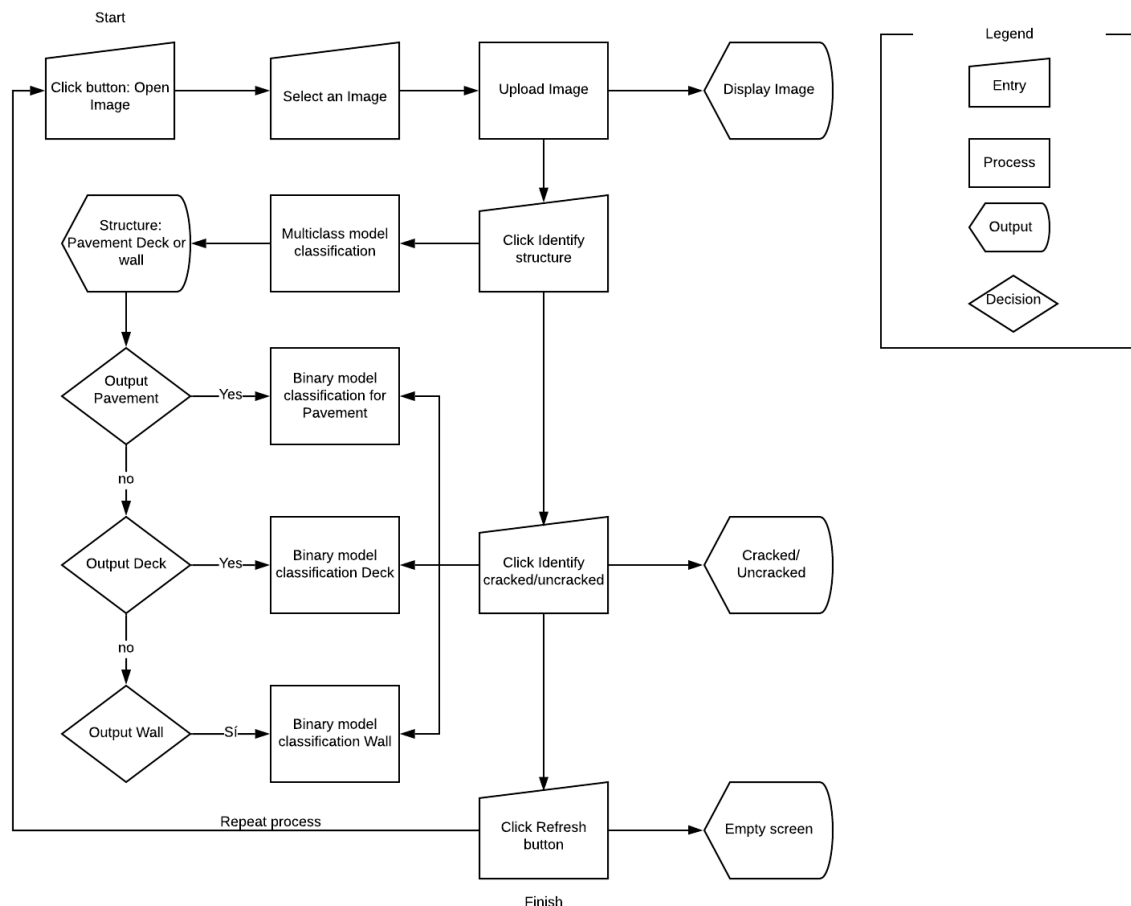 Start
Legend
Click button: Open
Image
Select an Image
Upload Image
Display Image
Entry
Process
Output
Decision
Structure:
Pavement Deck or
wall
Multiclass model
classification
Click Identify
structure
Output
Pavement
Yes
Binary model
classification for
Pavement
no
Output Deck
Yes
Binary model
classification Deck
Click Identify
cracked/uncracked
Cracked/
Uncracked
no
Output Wall
Sí
Binary model
classification Wall
Repeat process
Click Refresh
button
Empty screen
Finish